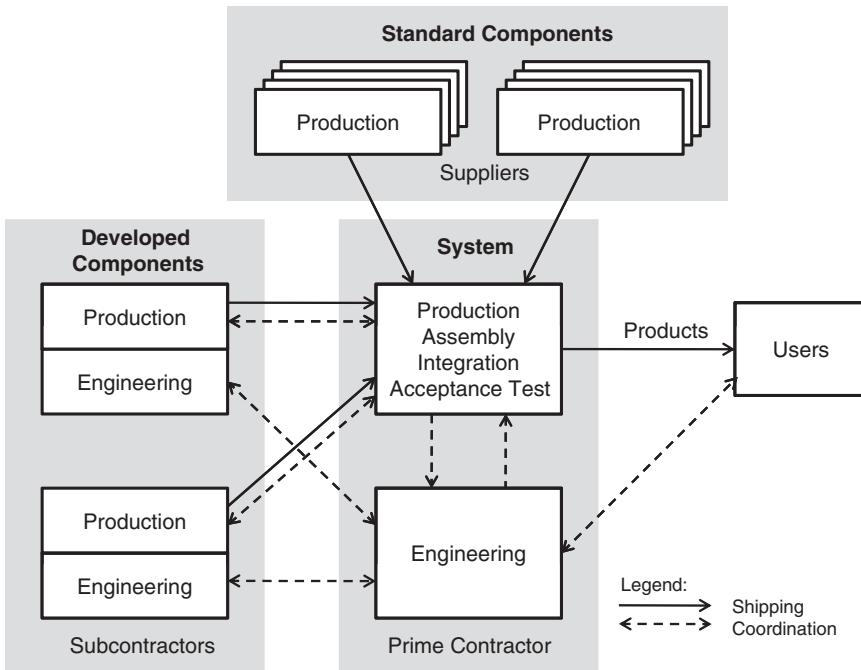 Standard Components
Production
Production
Suppliers
Developed
Components
Production
Engineering
Production
Engineering
Subcontractors
System
Production
Assembly
Integration
Acceptance Test
Engineering
Prime Contractor
Products
Users
Legend:
Shipping
Coordination